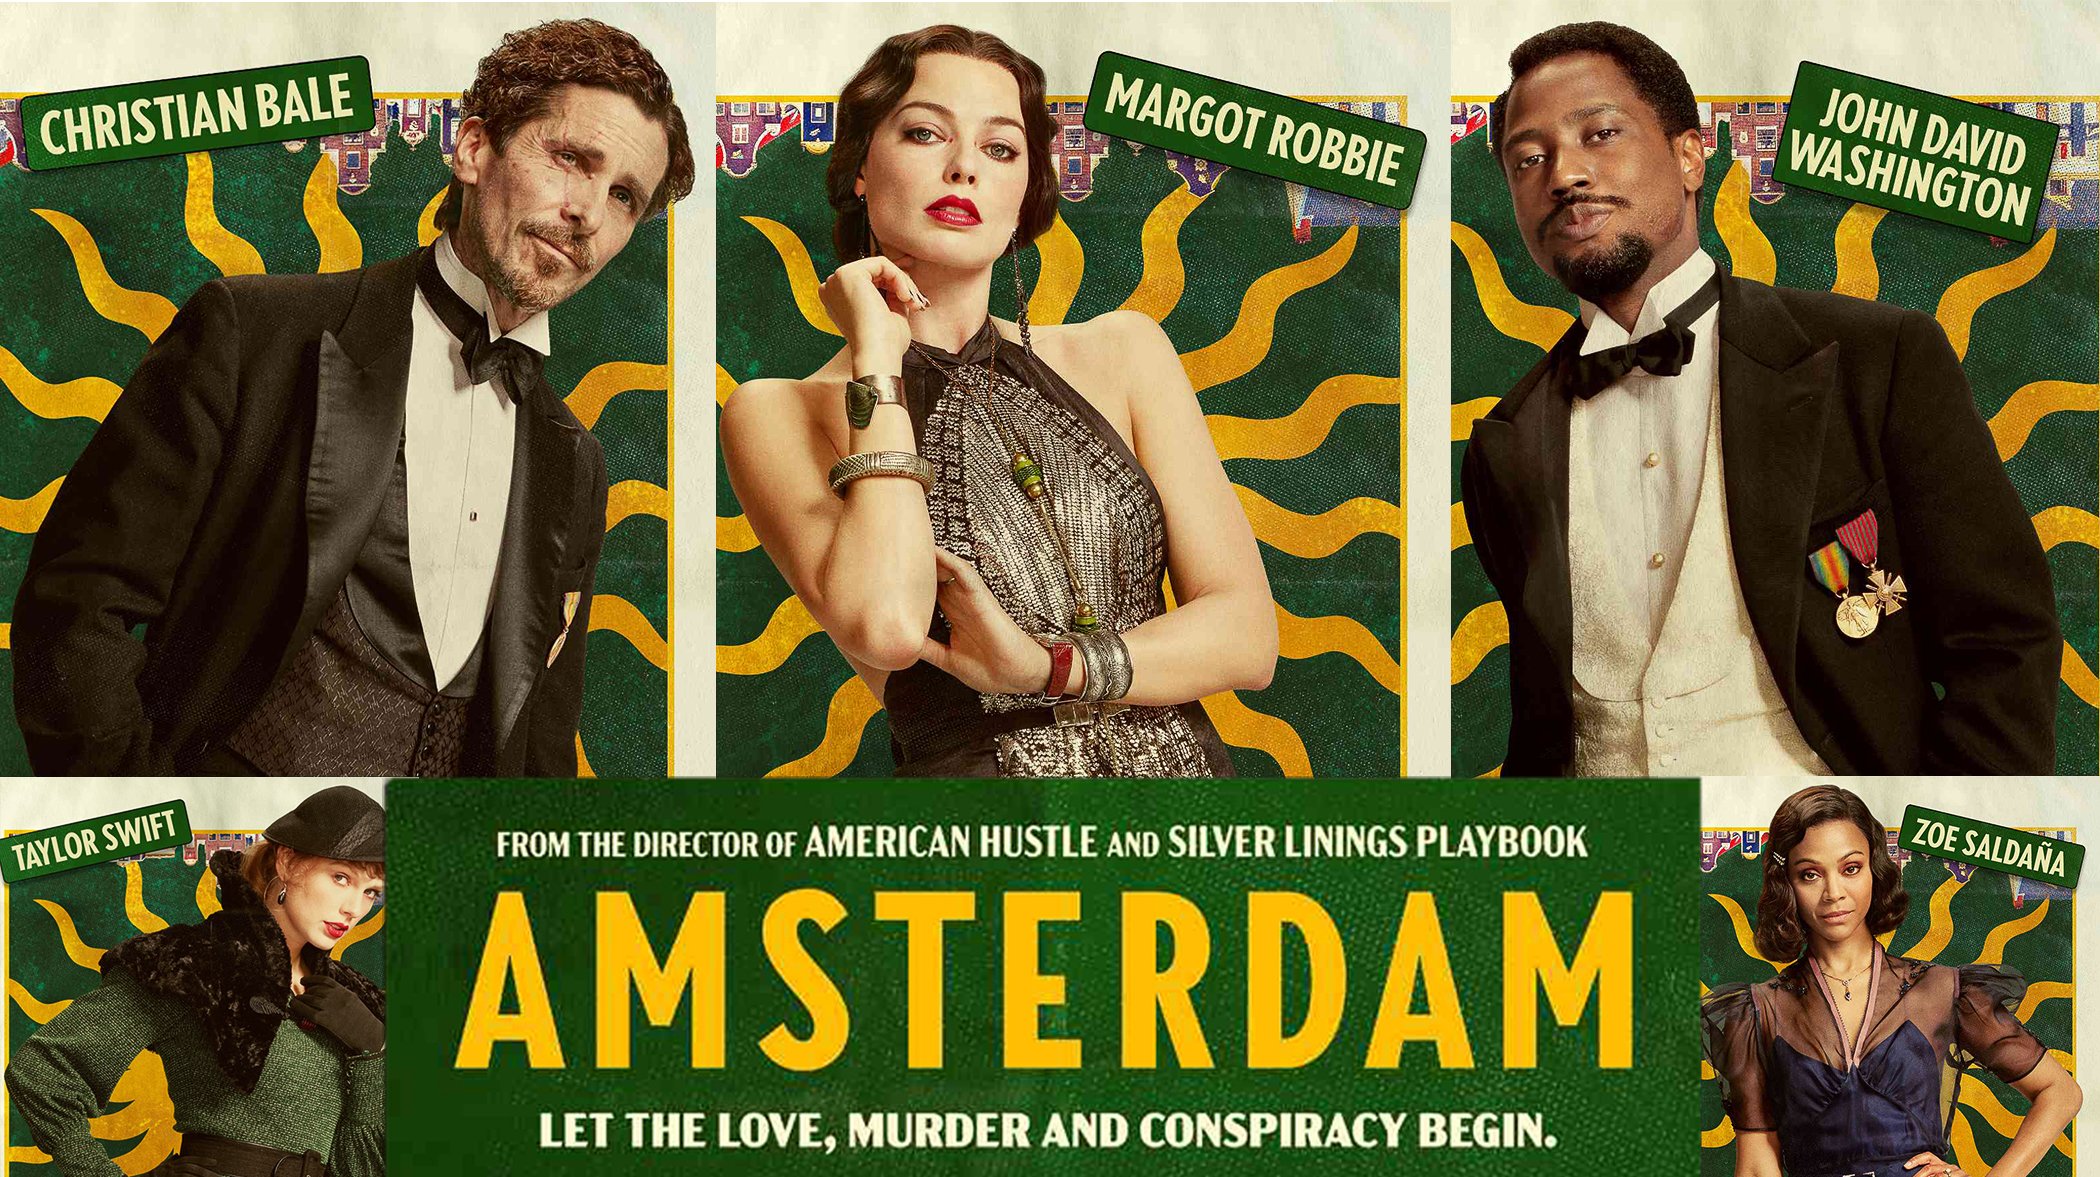 CHRISTIAN BALE
MARGOT ROBBIE
JOHN DAVID
WASHINGTON
TAYLOR SWIFT
FROM THE DIRECTOR OF AMERICAN HUSTLE AND SILVER LININGS PLAYBOOK
AMSTERDAM
LET THE LOVE, MURDER AND CONSPIRACY BEGIN.
ZOE SALDAÑA